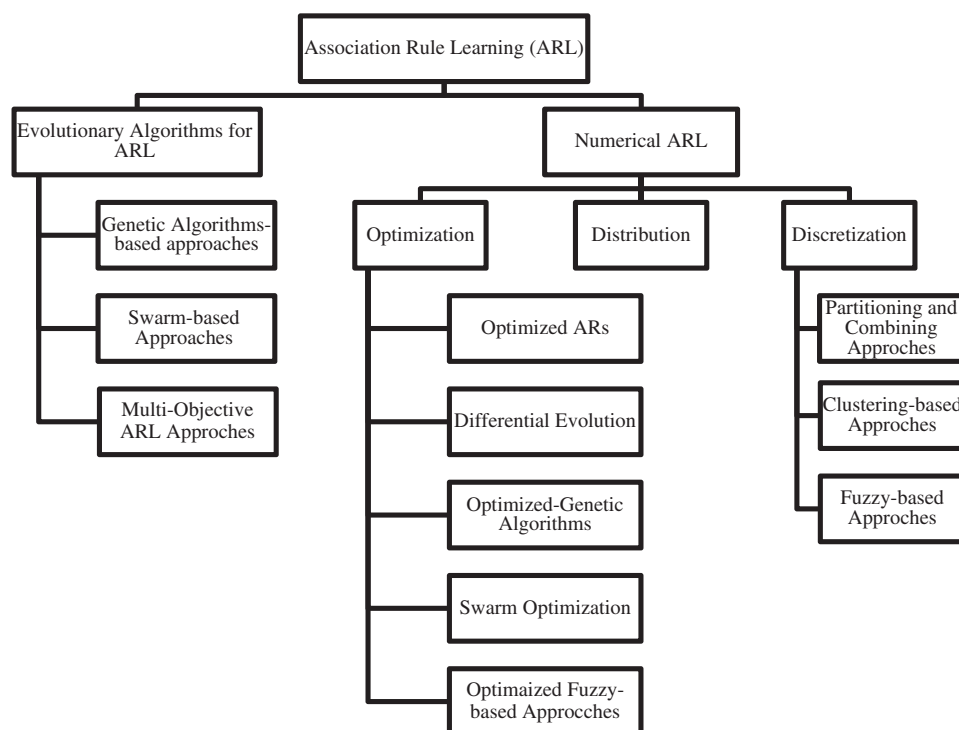 Association Rule Learning (ARL)
Evolutionary Algorithms for
ARL
Numerical ARL
Genetic Algorithms-
based approaches
Swarm-based
Approaches
Multi-Objective
ARL Approches
Optimization
Distribution
Discretization
Optimized ARs
Differential Evolution
Optimized-Genetic
Algorithms
Swarm Optimization
Optimaized Fuzzy-
based Approcches
Partitioning and
Combining
Approches
Clustering-based
Approches
Fuzzy-based
Approches